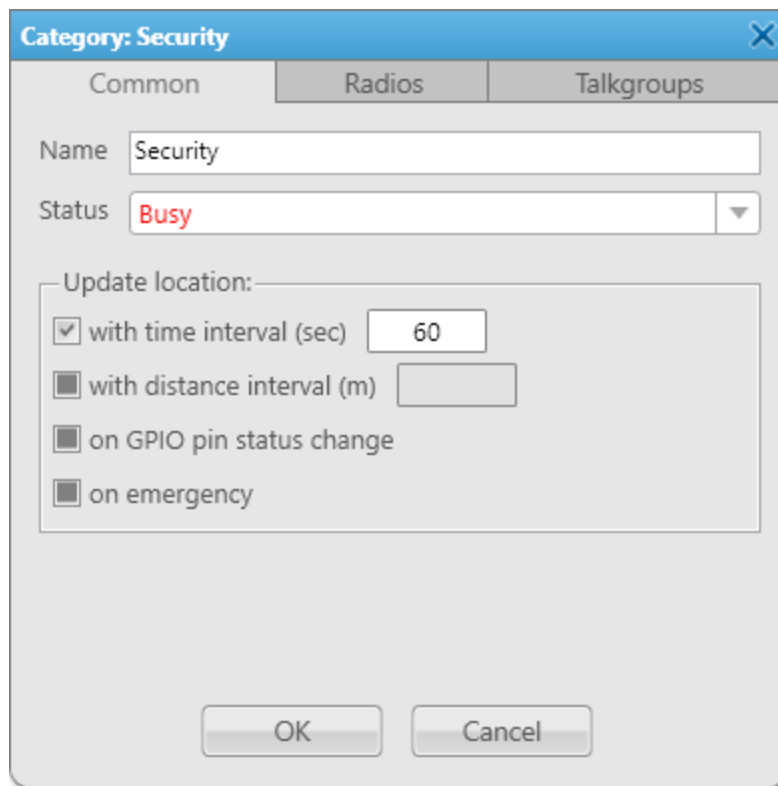 Category: Security
Common Radios Talkgroups
Name Security
Status Busy
Update location:
with time interval (sec) 60
with distance interval (m)
on GPIO pin status change
on emergency
OK Cancel